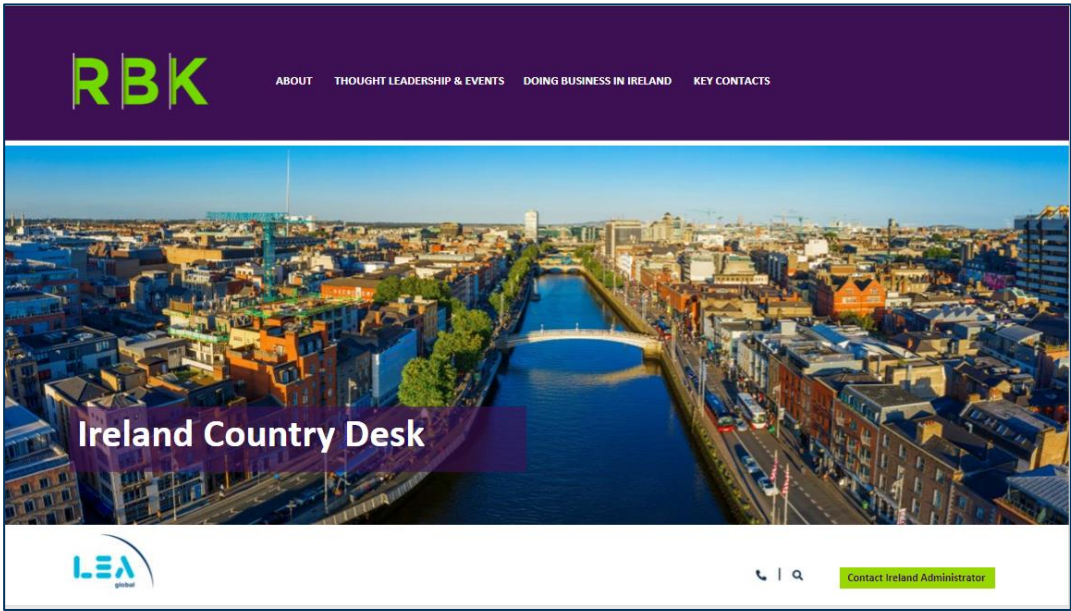 RBK
ABOUT THOUGHT LEADERSHIP & EVENTS DOING BUSINESS IN IRELAND KEY CONTACTS
Ireland Country Desk
LEA
global
Contact Ireland Administrator